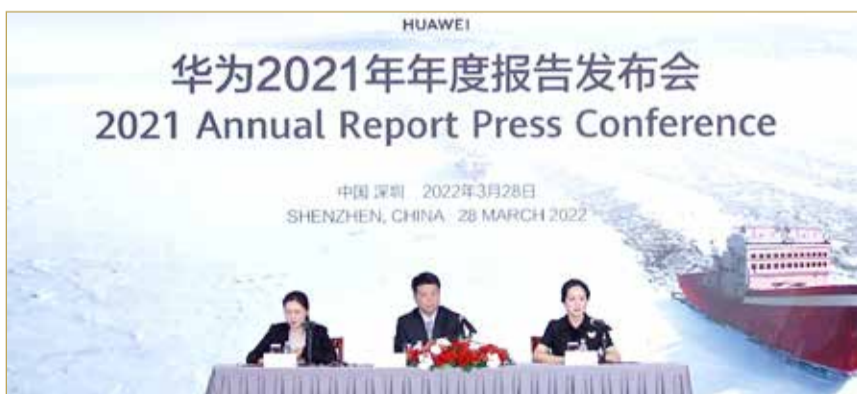 HUAWEI
华为2021年年度报告发布会
2021 Annual Report Press Conference
中国 深圳 2022年3月28日
SHENZHEN, CHINA 28 MARCH 2022